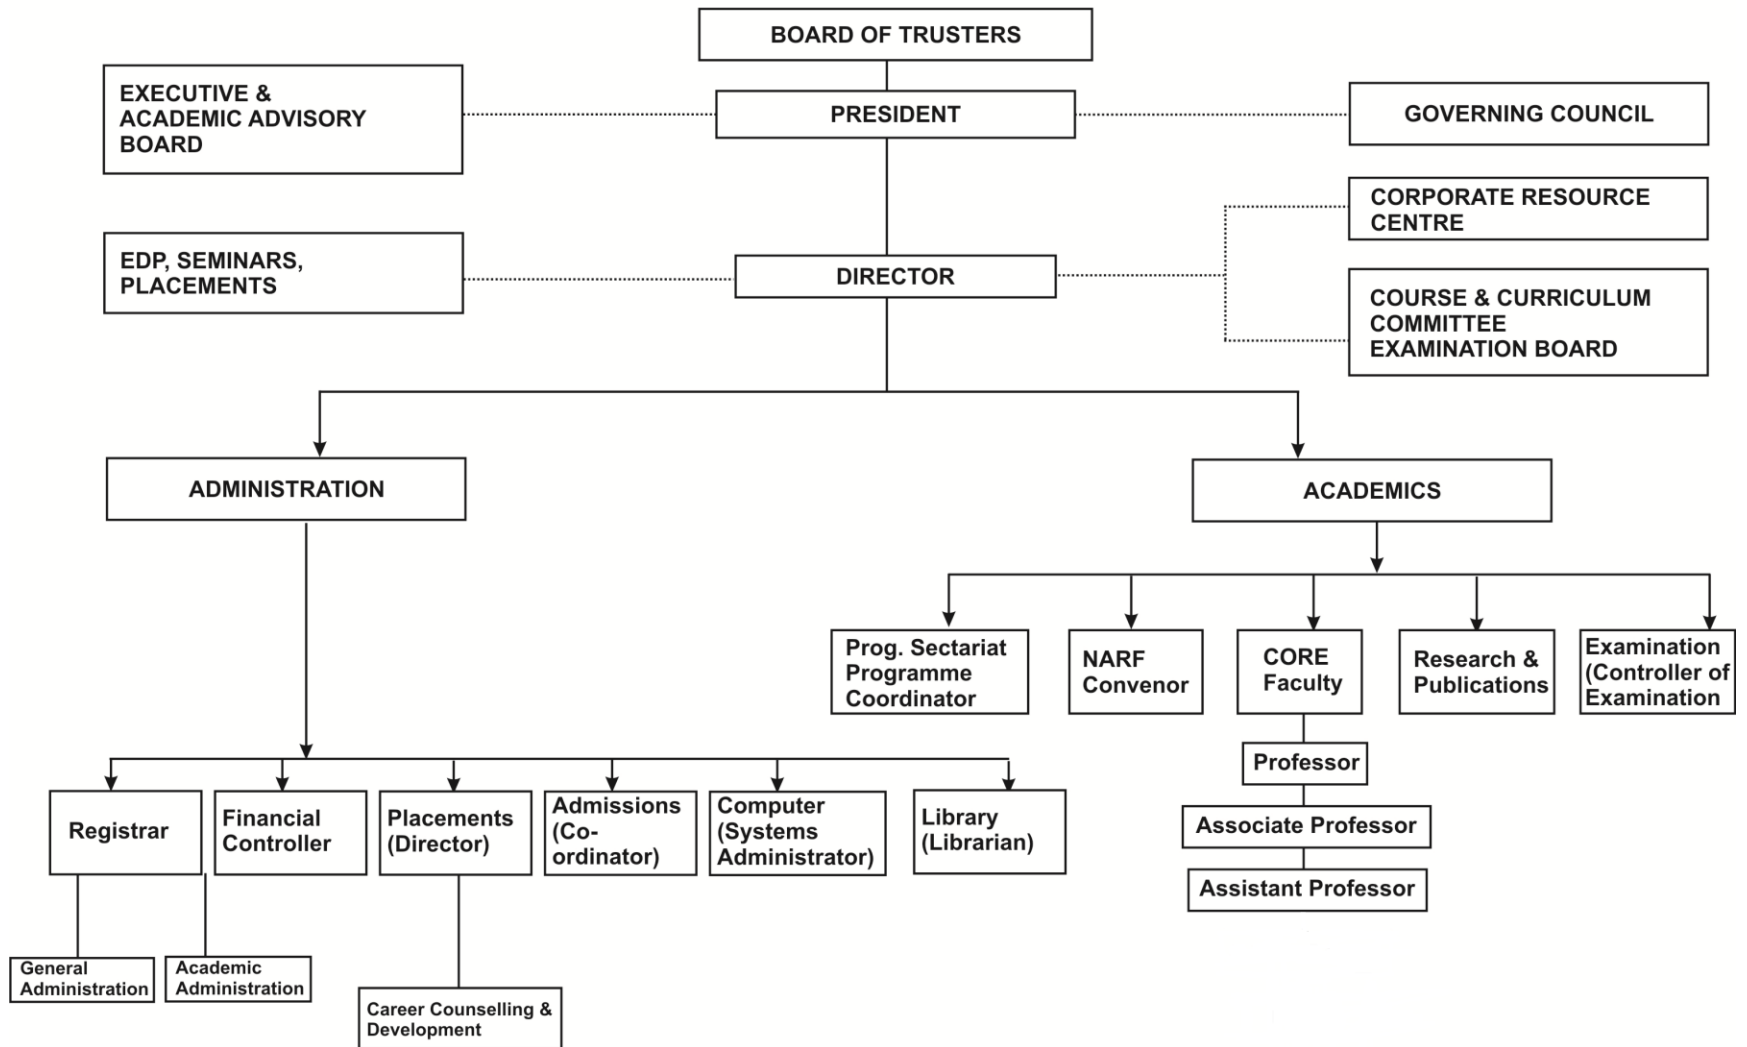 BOARD OF TRUSTERS
EXECUTIVE &
ACADEMIC ADVISORY
BOARD
PRESIDENT
GOVERNING COUNCIL
CORPORATE RESOURCE
CENTRE
EDP, SEMINARS,
PLACEMENTS
DIRECTOR
COURSE & CURRICULUM
COMMITTEE
EXAMINATION BOARD
ADMINISTRATION
ACADEMICS
Prog. Sectariat
Programme
Coordinator
NARF
Convenor
CORE
Faculty
Research &
Publications
Examination
(Controller of
Examination
Professor
Associate Professor
Assistant Professor
Registrar
Financial
Controller
Placements
(Director)
Admissions
(Co-
ordinator)
Computer
(Systems
Administrator)
Library
(Librarian)
General
Administration
Academic
Administration
Career Counselling &
Development